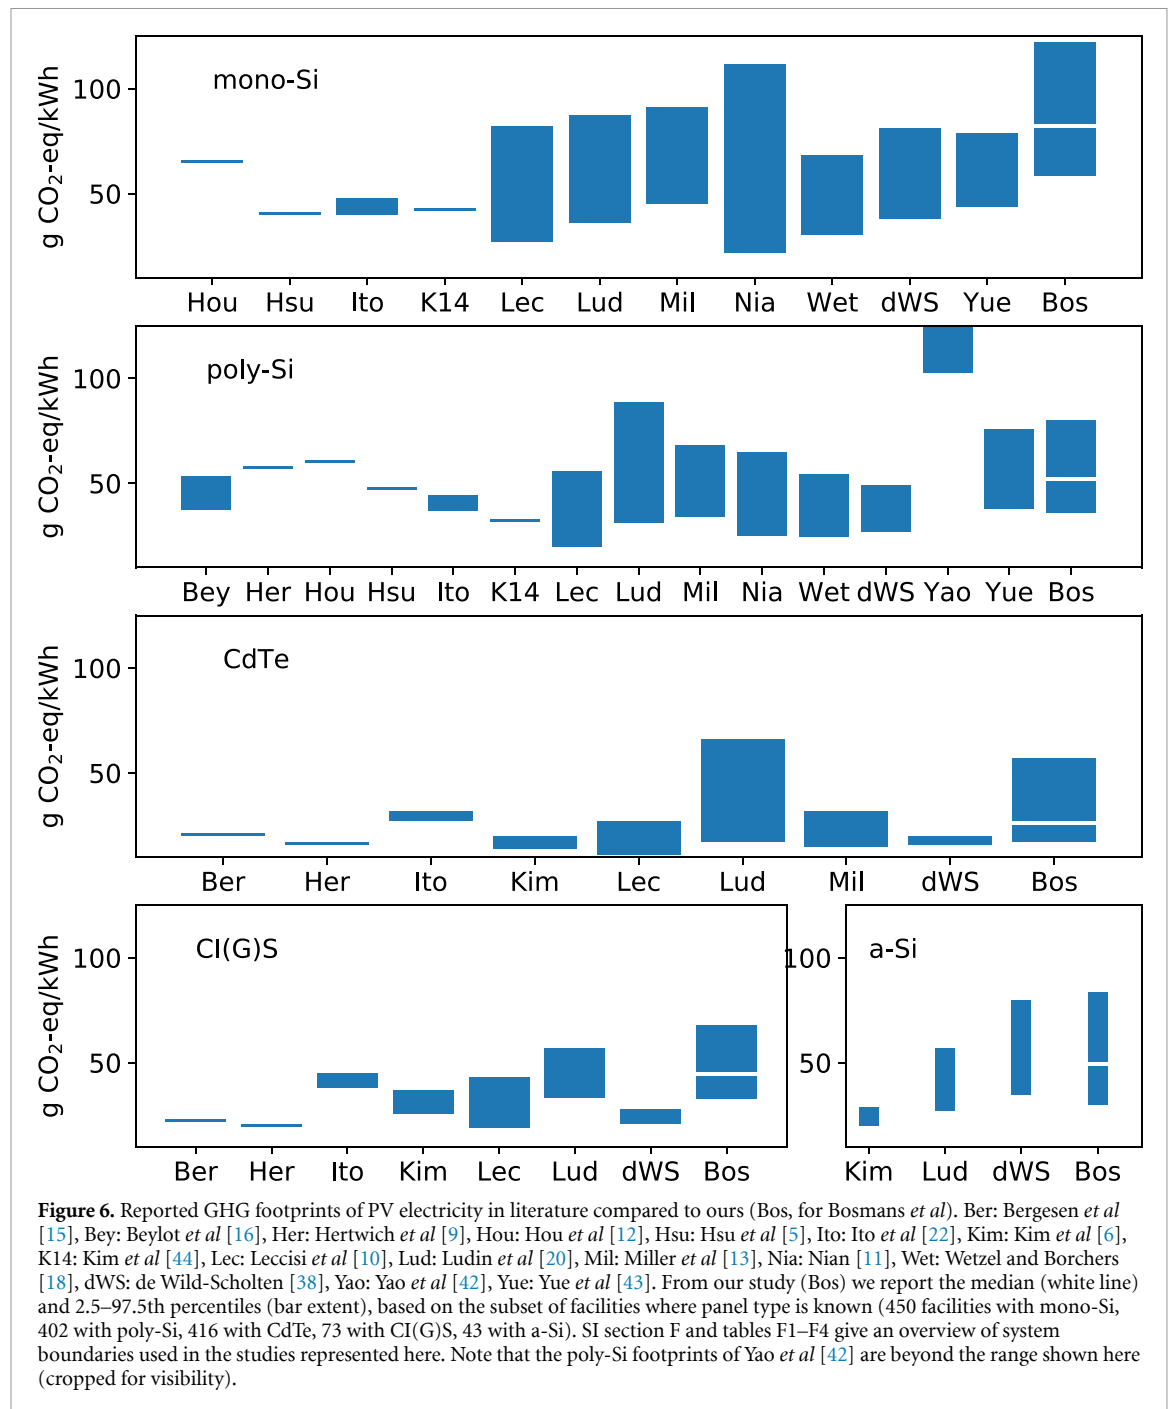 mono-Si
g CO₂-eq/kWh
100
50
Hou Hsu Ito K14 Lec Lud Mil Nia Wet dWS Yue Bos
poly-Si
g CO₂-eq/kWh
100
50
Bey Her Hou Hsu Ito K14 Lec Lud Mil Nia Wet dWS Yao Yue Bos
CdTe
g CO₂-eq/kWh
100
50
Ber Her Ito Kim Lec Lud Mil dWS Bos
CI(G)S
g CO₂-eq/kWh
100
50
Ber Her Ito Kim Lec Lud dWS Bos
a-Si
100
50
Kim Lud dWS Bos
Figure 6. Reported GHG footprints of PV electricity in literature compared to ours (Bos, for Bosmans et al). Ber: Bergesen et al
[15], Bey: Beylot et al [16], Her: Hertwich et al [9], Hou: Hou et al [12], Hsu: Hsu et al [5], Ito: Ito et al [22], Kim: Kim et al [6],
K14: Kim et al [44], Lec: Leccisi et al [10], Lud: Ludin et al [20], Mil: Miller et al [13], Nia: Nian [11], Wet: Wetzel and Borchers
[18], dWS: de Wild-Scholten [38], Yao: Yao et al [42], Yue: Yue et al [43]. From our study (Bos) we report the median (white line)
and 2.5–97.5th percentiles (bar extent), based on the subset of facilities where panel type is known (450 facilities with mono-Si,
402 with poly-Si, 416 with CdTe, 73 with CI(G)S, 43 with a-Si). SI section F and tables F1–F4 give an overview of system
boundaries used in the studies represented here. Note that the poly-Si footprints of Yao et al [42] are beyond the range shown here
(cropped for visibility).